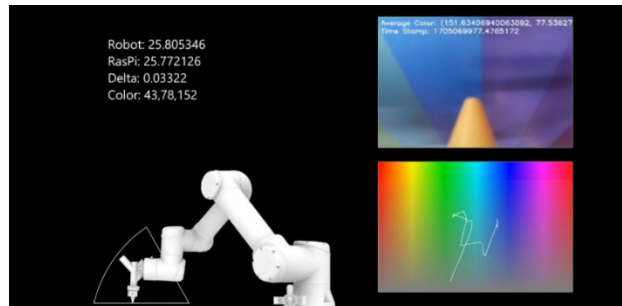 Robot: 25.805346
RasPi: 25.772126
Delta: 0.03322
Color: 43,78,152
Average Color: (151.63406940063092, 77.53627
Time Stamp: 1705069977.4765172